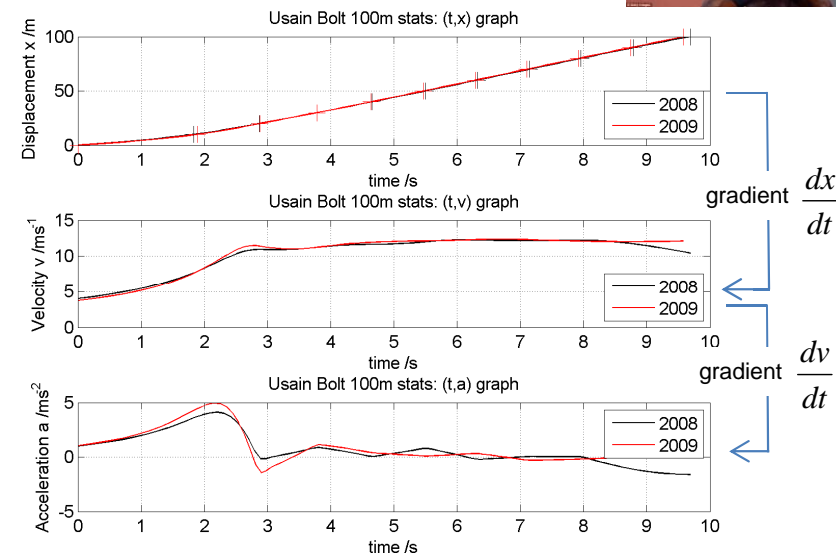 Usain Bolt 100m stats: (t,x) graph
Displacement x /m
100
50
0
2008
2009
0 1 2 3 4 5 6 7 8 9 10
time /s
gradient dx/dt
Usain Bolt 100m stats: (t,v) graph
Velocity v /ms⁻¹
15
10
5
0
2008
2009
0 1 2 3 4 5 6 7 8 9 10
time /s
gradient dv/dt
Usain Bolt 100m stats: (t,a) graph
Acceleration a /ms⁻²
5
0
-5
2008
2009
0 1 2 3 4 5 6 7 8 9 10
time /s